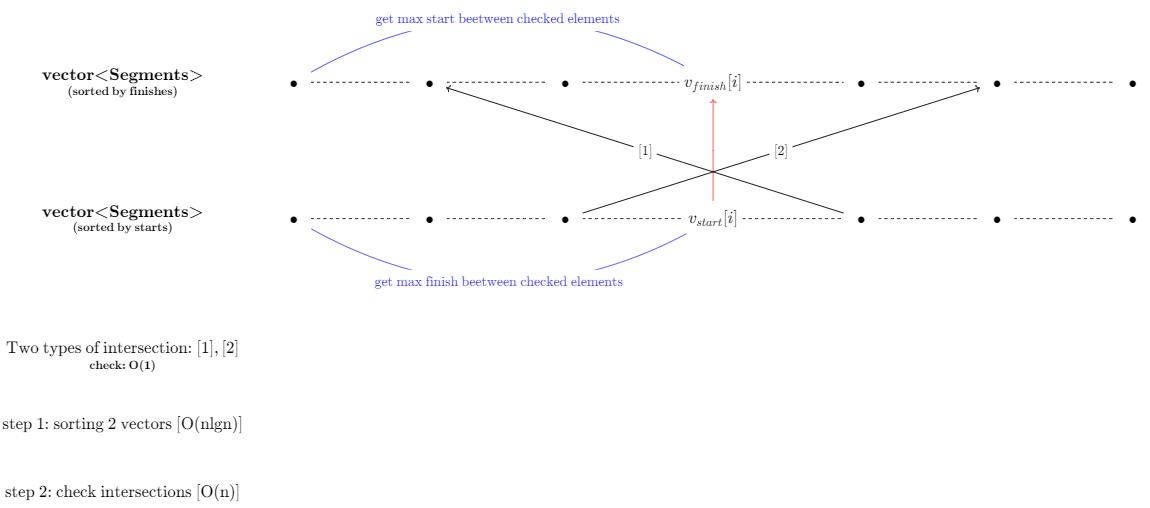 get max start beetween checked elements
vector<Segments>
(sorted by finishes)
v_{finish}[i]
[1]
[2]
vector<Segments>
(sorted by starts)
v_{start}[i]
get max finish beetween checked elements
Two types of intersection: [1], [2]
check: O(1)
step 1: sorting 2 vectors [O(nlgn)]
step 2: check intersections [O(n)]